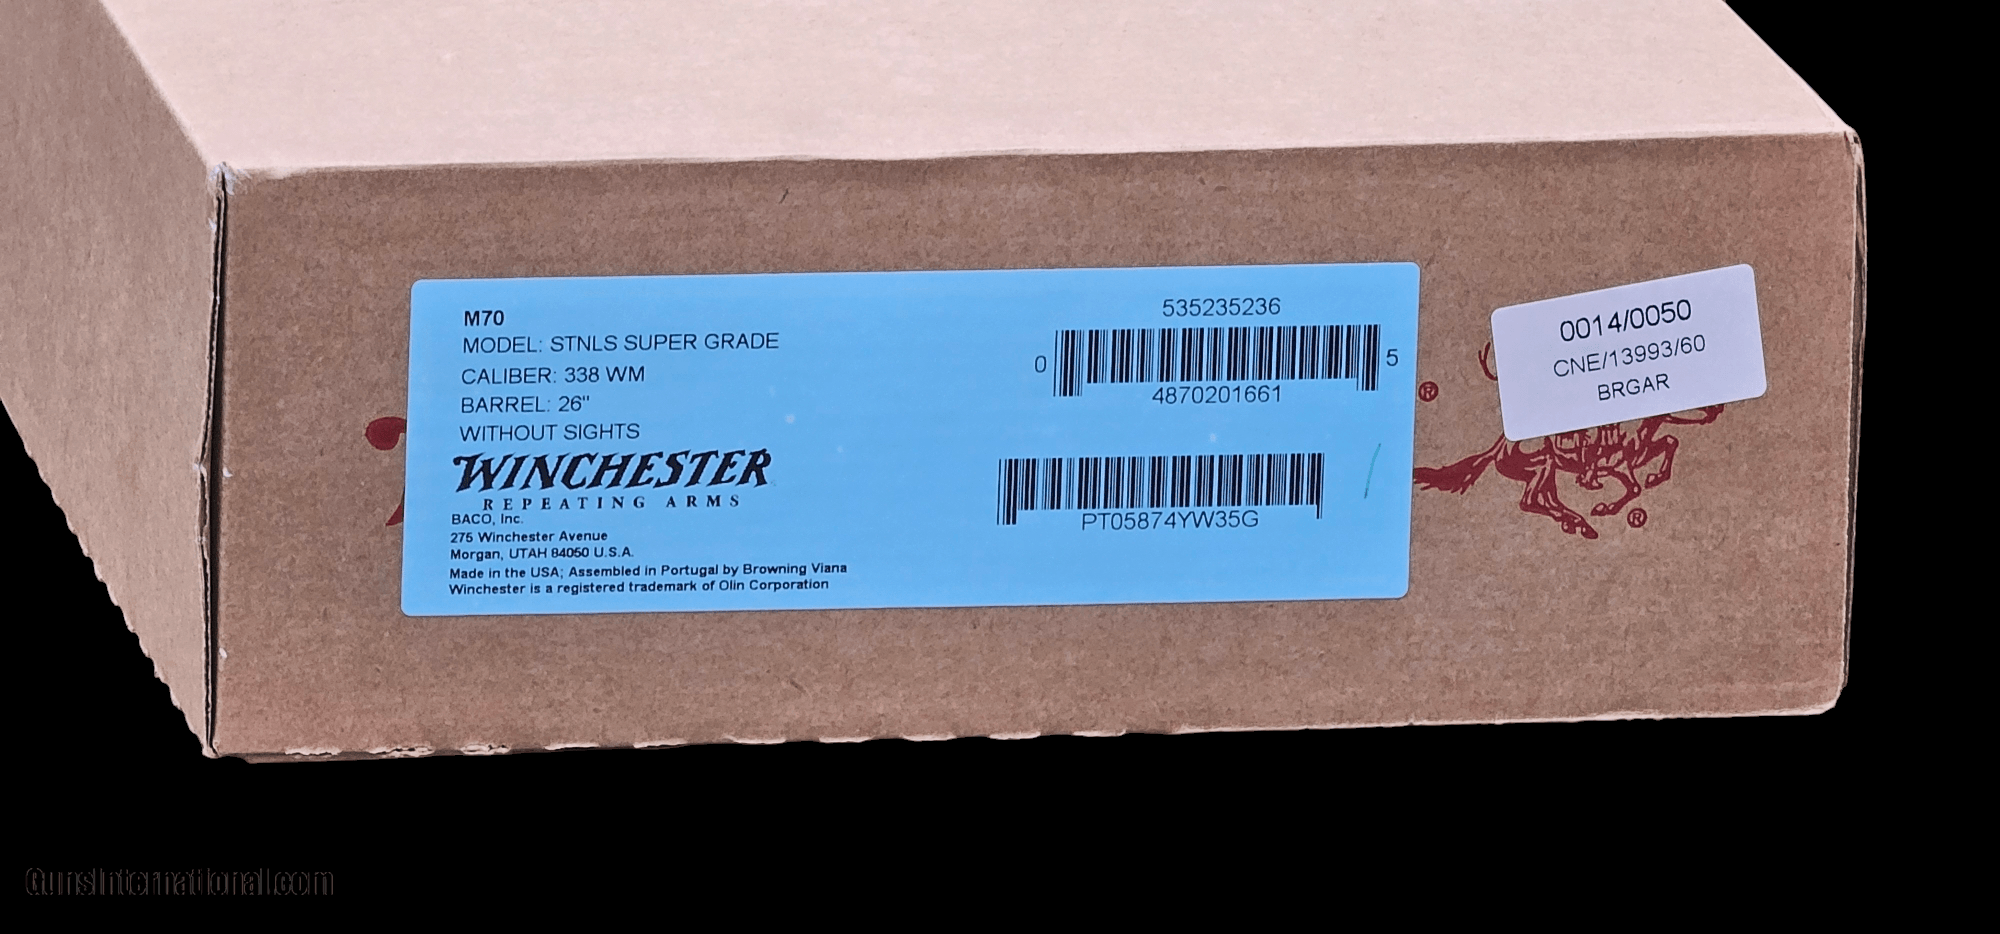 M70
MODEL: STNLS SUPER GRADE
CALIBER: 338 WM
BARREL: 26"
WITHOUT SIGHTS
WINCHESTER
REPEATING ARMS
BACO, Inc.
275 Winchester Avenue
Morgan, UTAH 84050 U.S.A.
Made in the USA; Assembled in Portugal by Browning Viana
Winchester is a registered trademark of Olin Corporation
535235236
0 5
4870201661
PT05874YW35G
®
0014/0050
CNE/13993/60
BRGAR
®
GunsInternational.com